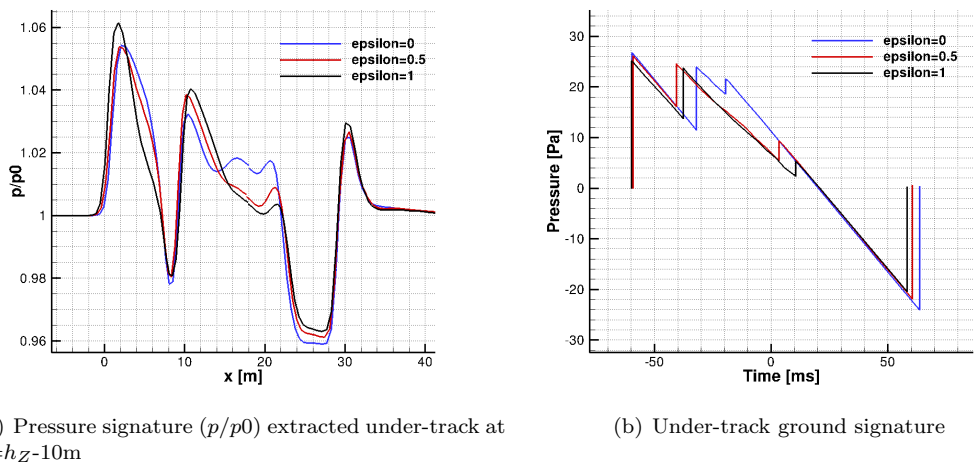 1.06
1.04
1.02
1
0.98
0.96
p/p0
0
10
20
30
40
x [m]
epsilon=0
epsilon=0.5
epsilon=1
30
20
10
0
-10
-20
-30
Pressure [Pa]
-50
0
50
Time [ms]
epsilon=0
epsilon=0.5
epsilon=1
) Pressure signature (p/p0) extracted under-track at
=hZ-10m
(b) Under-track ground signature